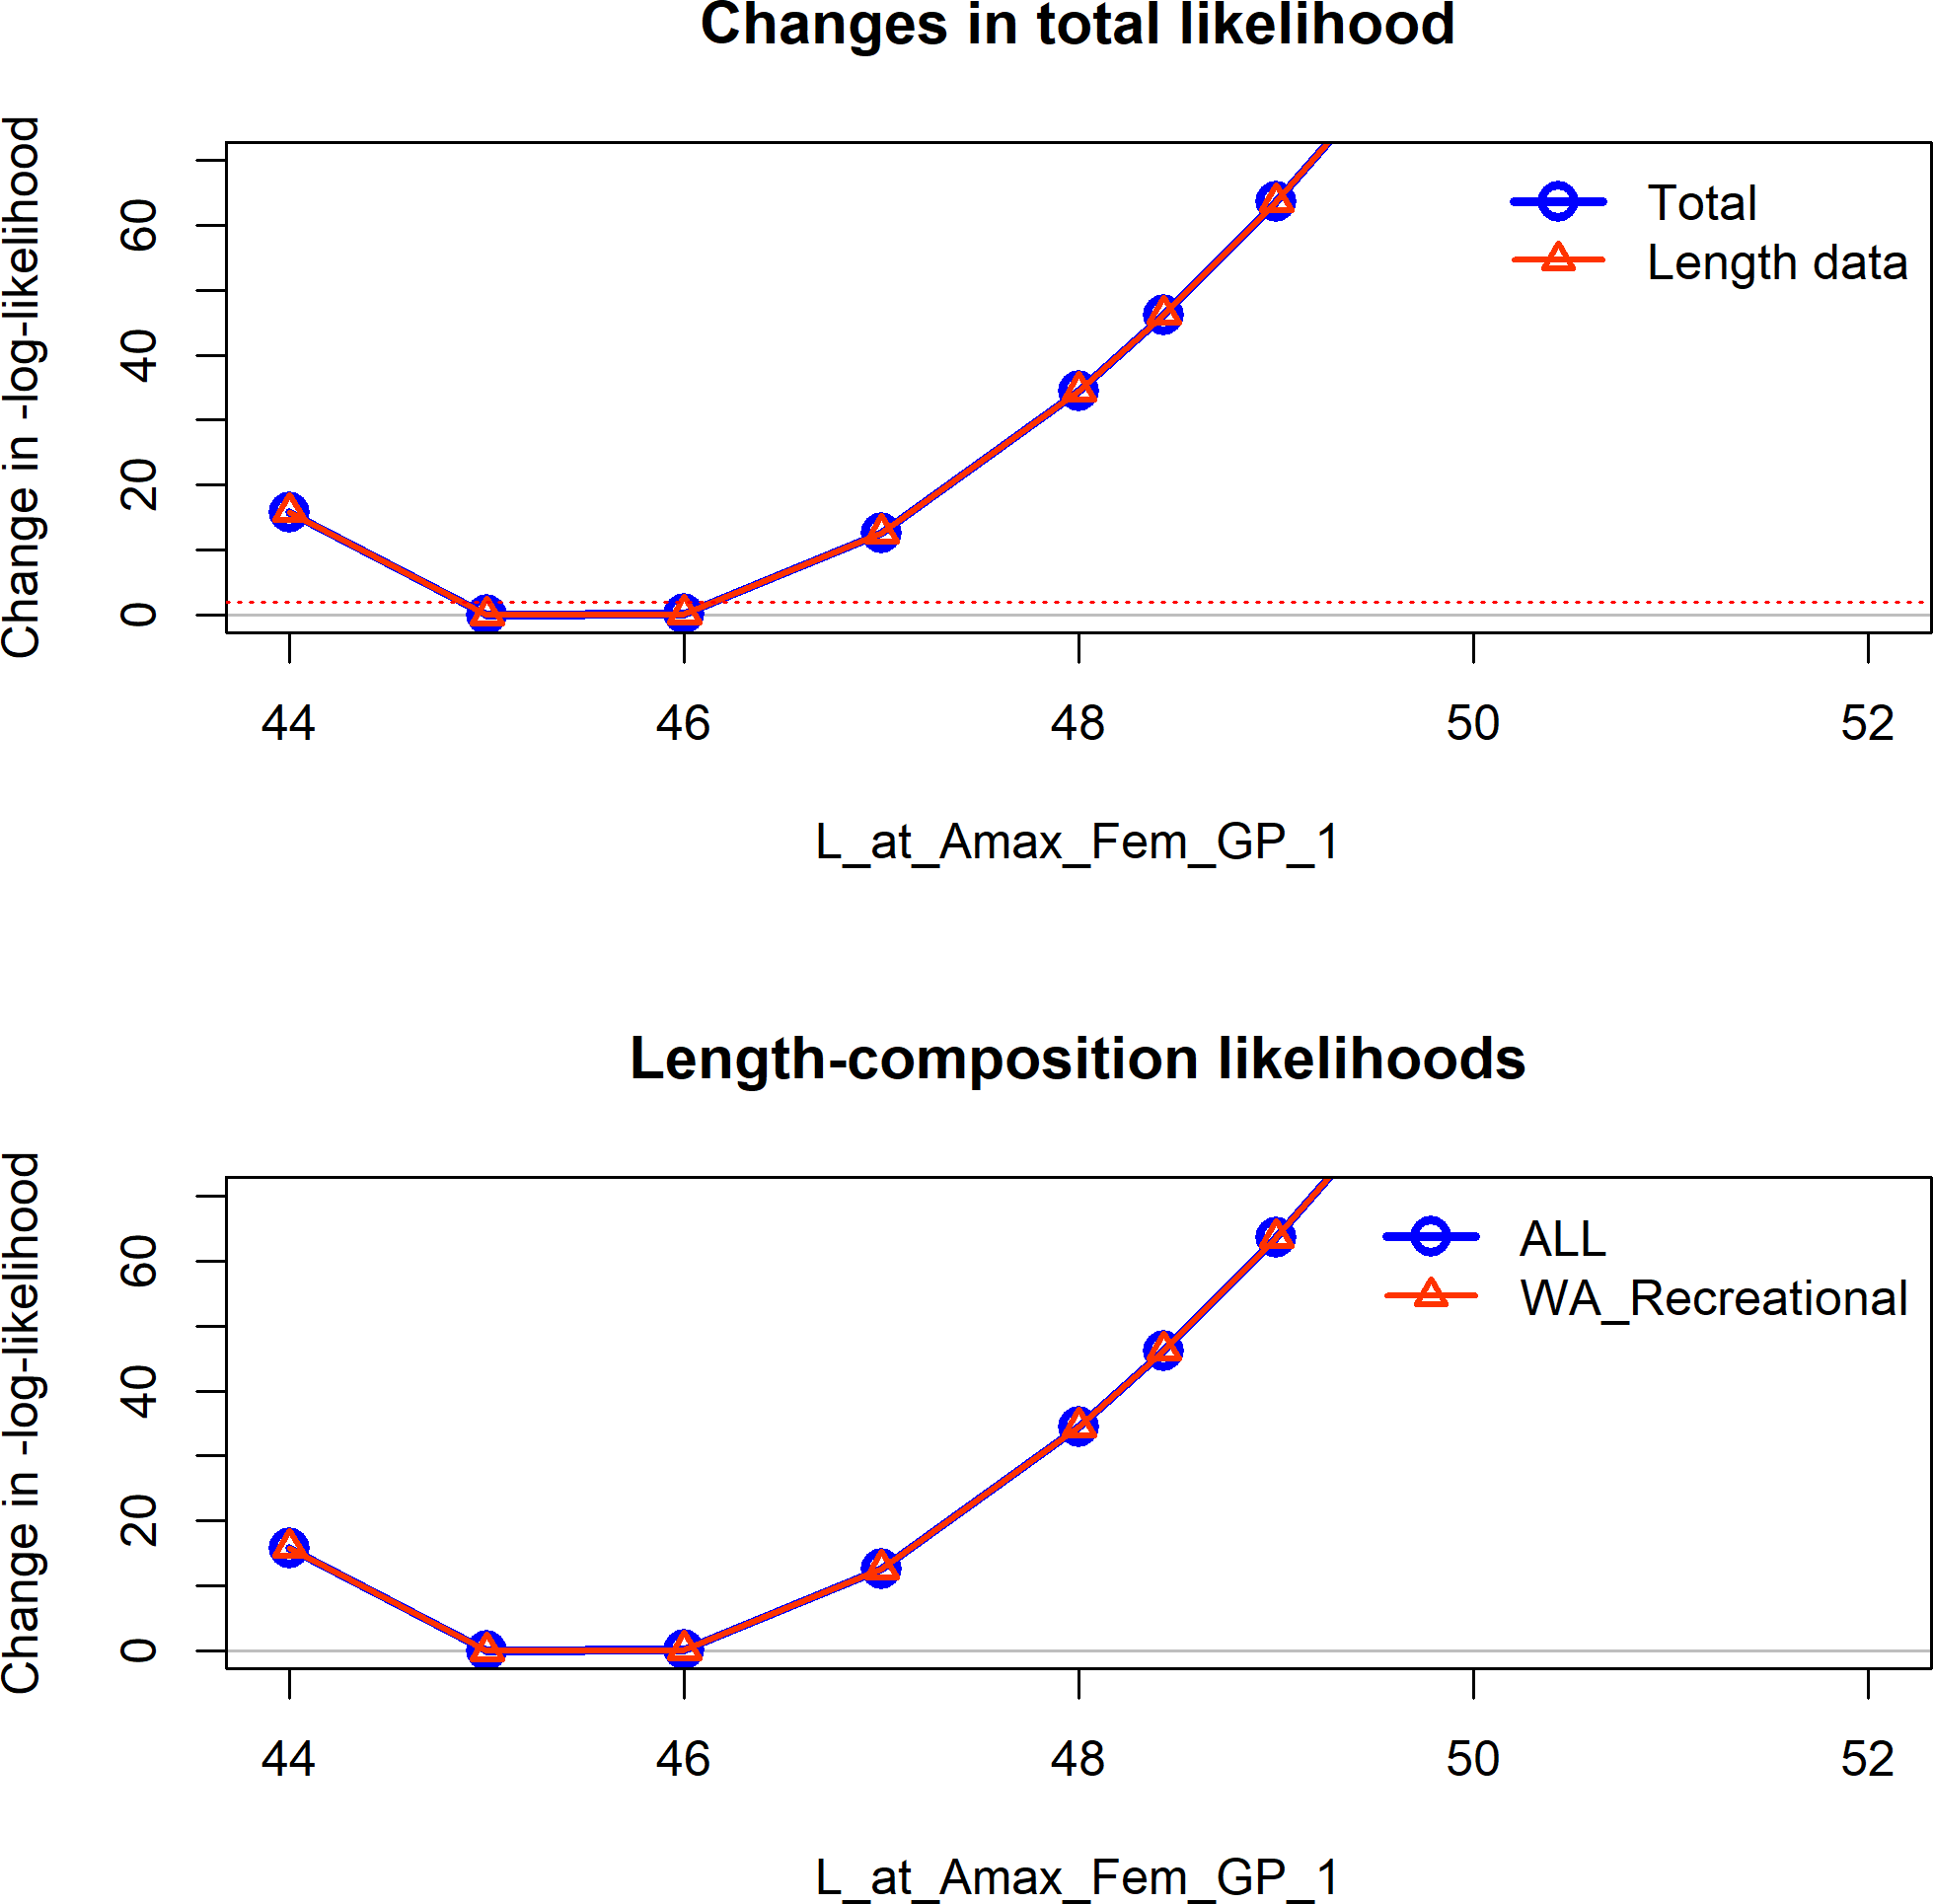 Changes in total likelihood
Change in -log-likelihood
60
40
20
0
Total
Length data
44 46 48 50 52
L_at_Amax_Fem_GP_1
Length-composition likelihoods
Change in -log-likelihood
60
40
20
0
ALL
WA_Recreational
44 46 48 50 52
L_at_Amax_Fem_GP_1